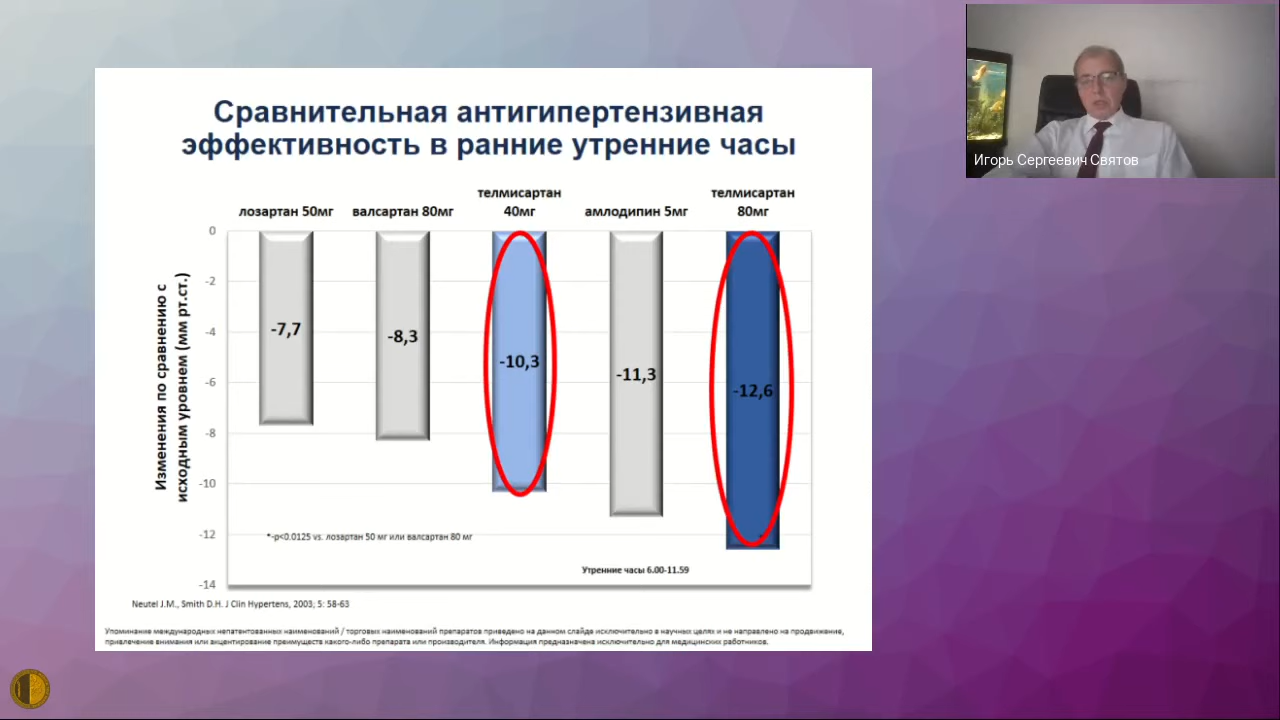 Игорь Сергеевич Святов
Сравнительная антигипертензивная
эффективность в ранние утренние часы
лозартан 50мг
валсартан 80мг
телмисартан
40мг
амлодипин 5мг
телмисартан
80мг
Изменения по сравнению с
исходным уровнем (мм рт.ст.)
0
-2
-4
-6
-8
-10
-12
-14
-7,7
-8,3
-10,3
-11,3
-12,6
*-p<0.0125 vs. лозартан 50 мг или валсартан 80 мг
Утренние часы 6.00-11.59
Neutel J.M., Smith D.H. J Clin Hypertens, 2003; 5: 58-63
Упоминание международных непатентованных наименований / торговых наименований препаратов приведено на данном слайде исключительно в научных целях и не направлено на продвижение,
привлечение внимания или акцентирование преимуществ какого-либо препарата или производителя. Информация предназначена исключительно для медицинских работников.